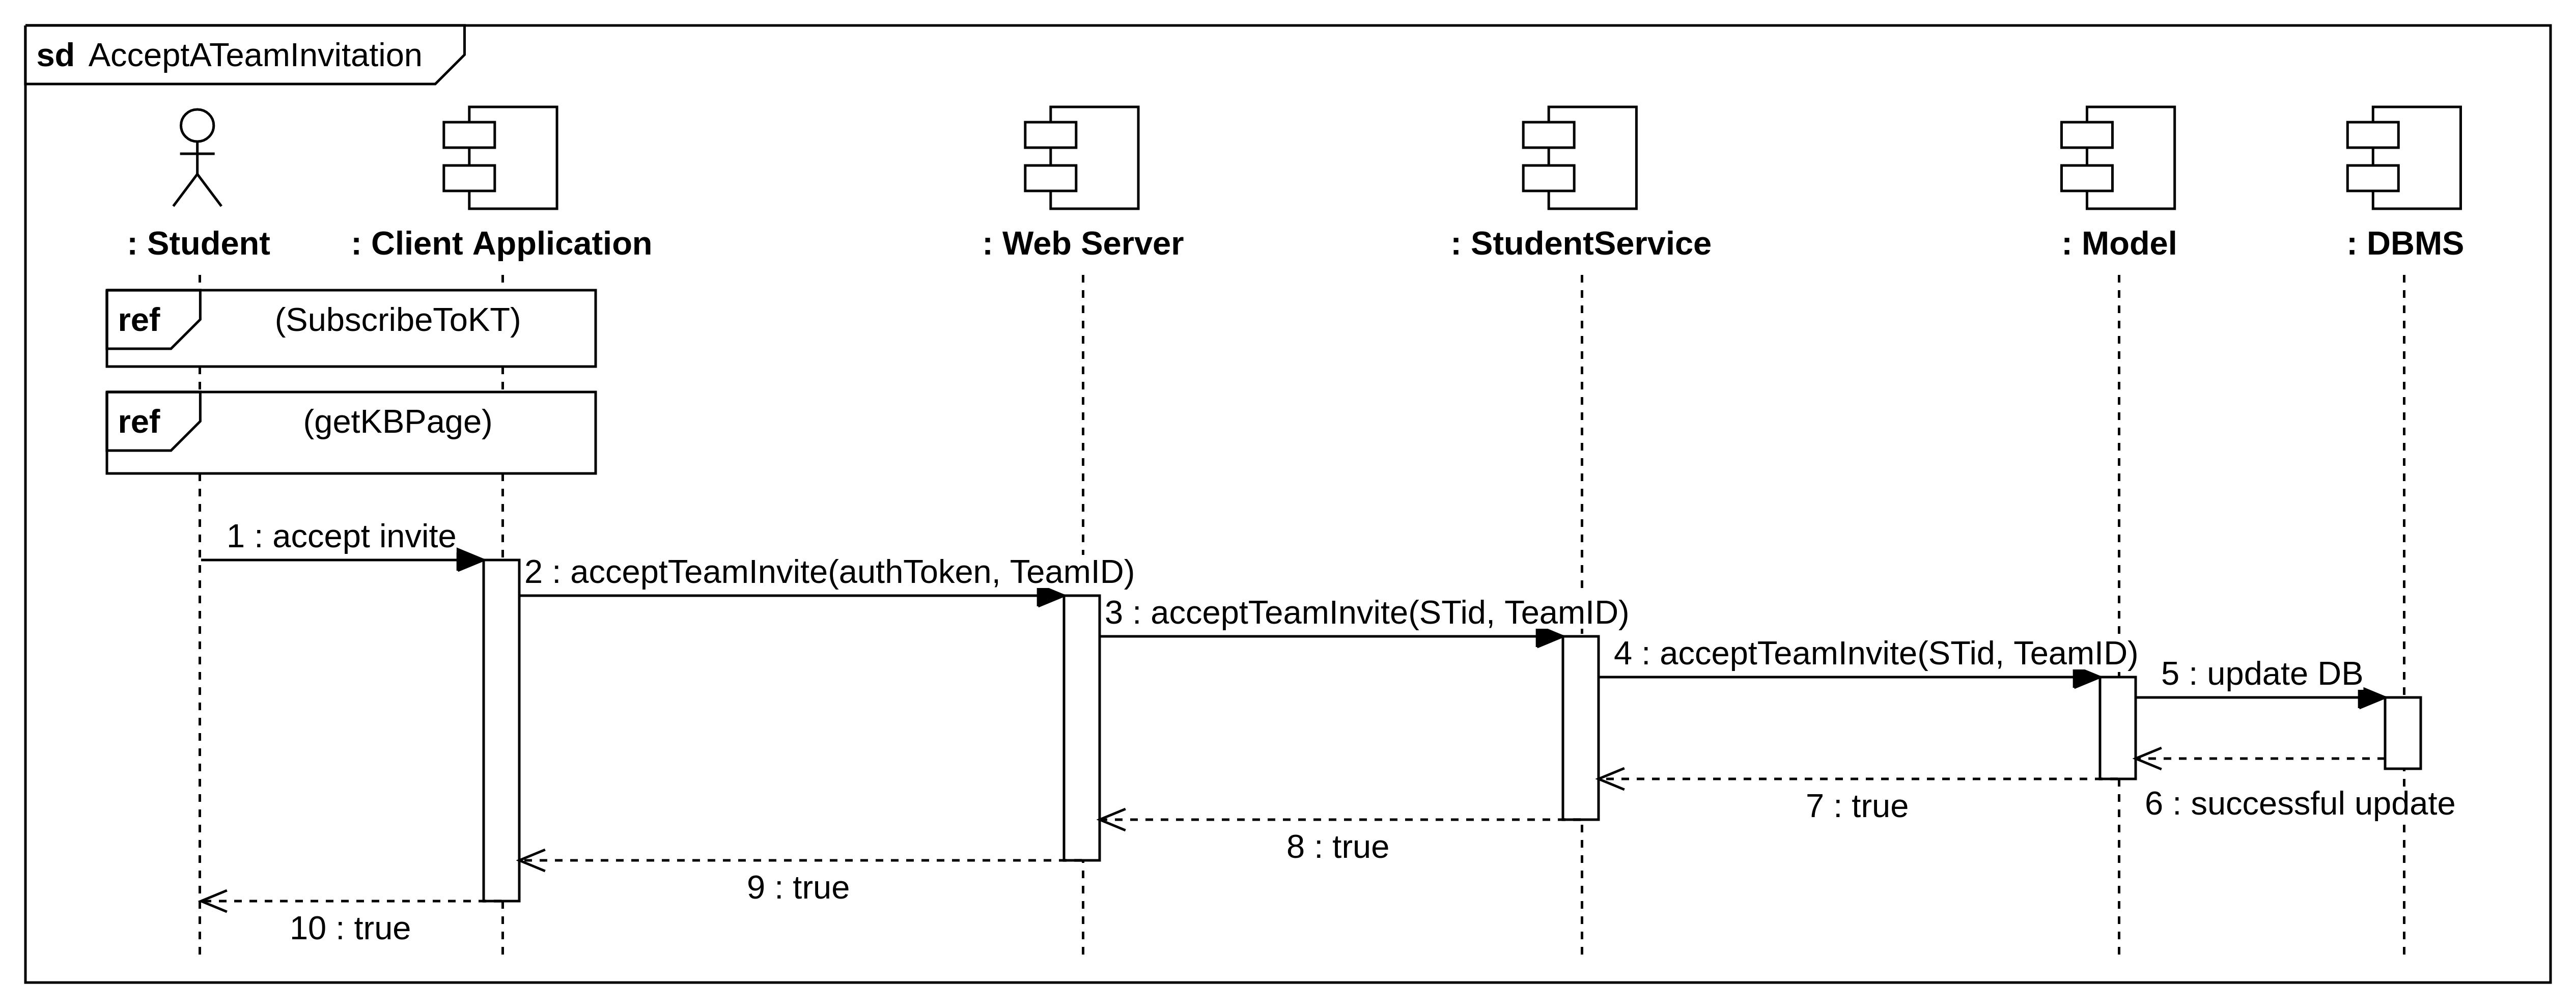 sd AcceptATeamInvitation
: Student
: Client Application
: Web Server
: StudentService
: Model
: DBMS
ref (SubscribeToKT)
ref (getKBPage)
1 : accept invite
2 : acceptTeamInvite(authToken, TeamID)
3 : acceptTeamInvite(STid, TeamID)
4 : acceptTeamInvite(STid, TeamID)
5 : update DB
6 : successful update
7 : true
8 : true
9 : true
10 : true